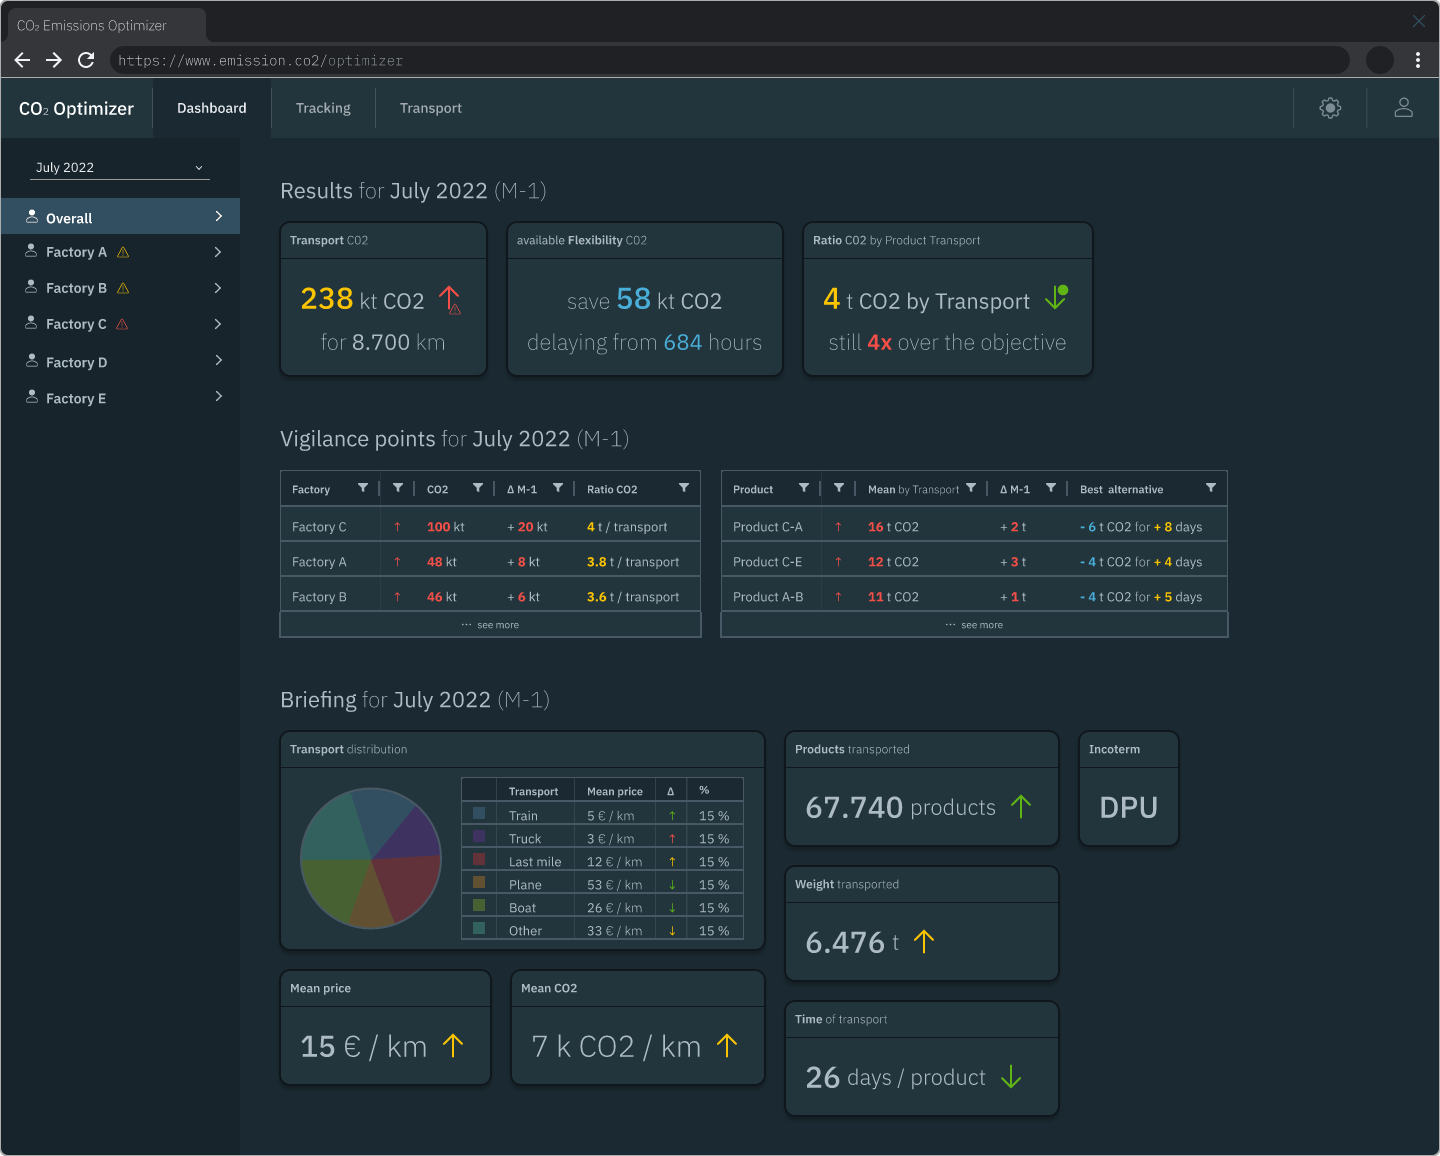 CO₂ Emissions Optimizer
https://www.emission.co2/optimizer
CO₂ Optimizer
Dashboard
Tracking
Transport
July 2022
Overall
Factory A
Factory B
Factory C
Factory D
Factory E
Results for July 2022 (M-1)
Transport CO2
238 kt CO2
for 8.700 km
available Flexibility CO2
save 58 kt CO2
delaying from 684 hours
Ratio CO2 by Product Transport
4 t CO2 by Transport
still 4x over the objective
Vigilance points for July 2022 (M-1)
Factory CO2 Δ M-1 Ratio CO2
Factory C ↑ 100 kt + 20 kt 4 t / transport
Factory A ↑ 48 kt + 8 kt 3.8 t / transport
Factory B ↑ 46 kt + 6 kt 3.6 t / transport
··· see more
Product Mean by Transport Δ M-1 Best alternative
Product C-A ↑ 16 t CO2 + 2 t - 6 t CO2 for + 8 days
Product C-E ↑ 12 t CO2 + 3 t - 4 t CO2 for + 4 days
Product A-B ↑ 11 t CO2 + 1 t - 4 t CO2 for + 5 days
··· see more
Briefing for July 2022 (M-1)
Transport distribution
Transport Mean price Δ %
Train 5 € / km ↑ 15 %
Truck 3 € / km ↑ 15 %
Last mile 12 € / km ↑ 15 %
Plane 53 € / km ↓ 15 %
Boat 26 € / km ↓ 15 %
Other 33 € / km ↓ 15 %
Mean price
15 € / km
Mean CO2
7 k CO2 / km
Products transported
67.740 products
Weight transported
6.476 t
Time of transport
26 days / product
Incoterm
DPU